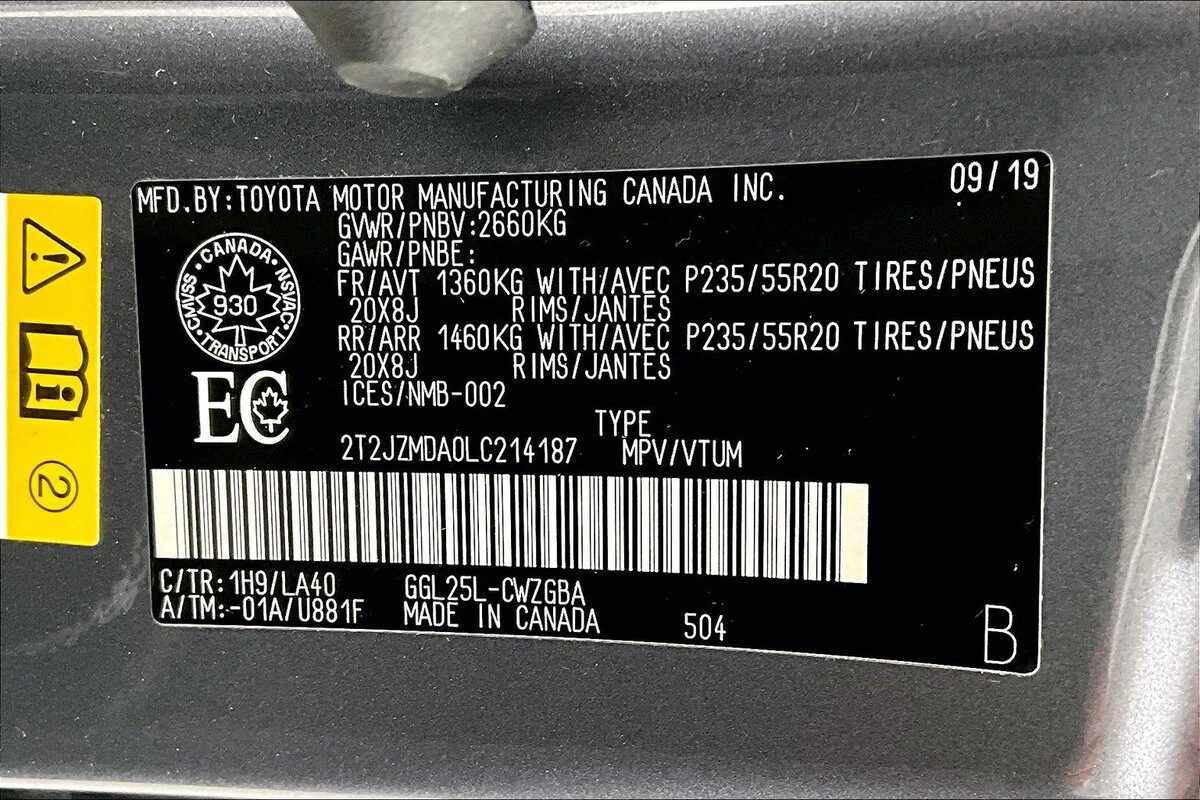 MFD.BY:TOYOTA MOTOR MANUFACTURING CANADA INC. 09/19
GVWR/PNBV:2660KG
GAWR/PNBE:
FR/AVT 1360KG WITH/AVEC P235/55R20 TIRES/PNEUS
20X8J RIMS/JANTES
RR/ARR 1460KG WITH/AVEC P235/55R20 TIRES/PNEUS
20X8J RIMS/JANTES
ICES/NMB-002
CANADA · NSVAC · TRANSPORT · CMVSS
930
EC
TYPE
2T2JZMDA0LC214187 MPV/VTUM
C/TR:1H9/LA40 GGL25L-CWZGBA
A/TM:-01A/U881F MADE IN CANADA 504
B
2